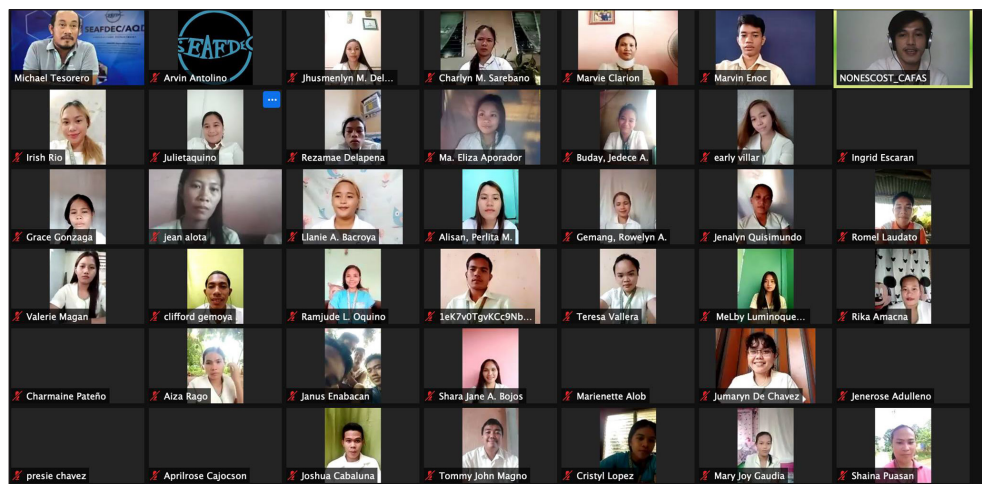 SEAFDEC/AQD
Michael Tesorero
SEAFDEC
Arvin Antolino
Jhusmenlyn M. Del...
Charlyn M. Sarebano
Marvie Clarion
Marvin Enoc
NONESCOST_CAFAS
Irish Rio
Julietaquino
Rezamae Delapena
Ma. Eliza Aporador
Buday, Jedece A.
early villar
Ingrid Escaran
Grace Gonzaga
jean alota
Llanie A. Bacroya
Alisan, Perlita M.
Gemang, Rowelyn A.
Jenalyn Quisimundo
Romel Laudato
Valerie Magan
clifford gemoya
Ramjude L. Oquino
1eK7v0TgvKCc9Nb...
Teresa Vallera
MeLby Luminoque...
Rika Amacna
Charmaine Pateño
Aiza Rago
Janus Enabacan
Shara Jane A. Bojos
Marienette Alob
Jumaryn De Chavez
Jenerose Adulleno
presie chavez
Aprilrose Cajocson
Joshua Cabaluna
Tommy John Magno
Cristyl Lopez
Mary Joy Gaudia
Shaina Puasan